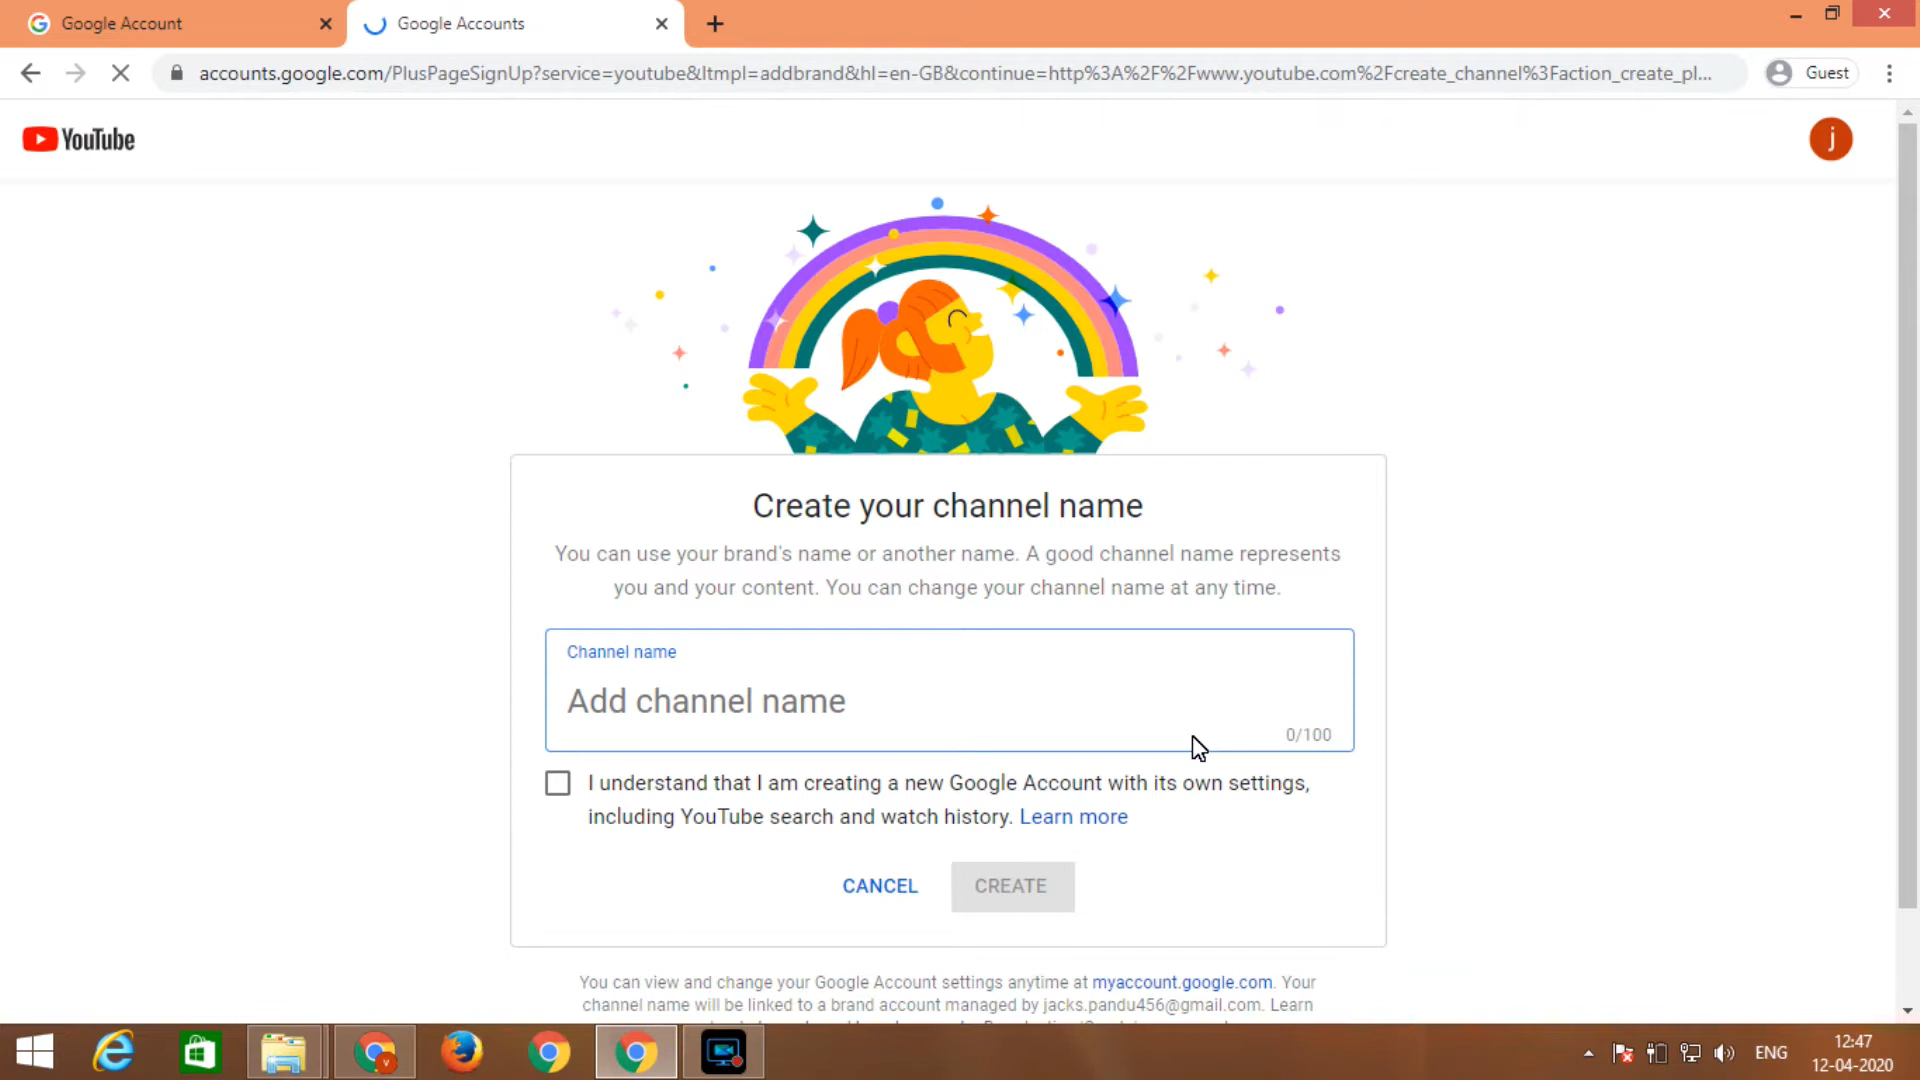 Google Account
Google Accounts
accounts.google.com/PlusPageSignUp?service=youtube&ltmpl=addbrand&hl=en-GB&continue=http%3A%2F%2Fwww.youtube.com%2Fcreate_channel%3Faction_create_pl...
Guest
YouTube
j
Create your channel name
You can use your brand's name or another name. A good channel name represents
you and your content. You can change your channel name at any time.
Channel name
Add channel name
0/100
I understand that I am creating a new Google Account with its own settings,
including YouTube search and watch history. Learn more
CANCEL
CREATE
You can view and change your Google Account settings anytime at myaccount.google.com. Your
channel name will be linked to a brand account managed by jacks.pandu456@gmail.com. Learn
V
ENG
12:47
12-04-2020